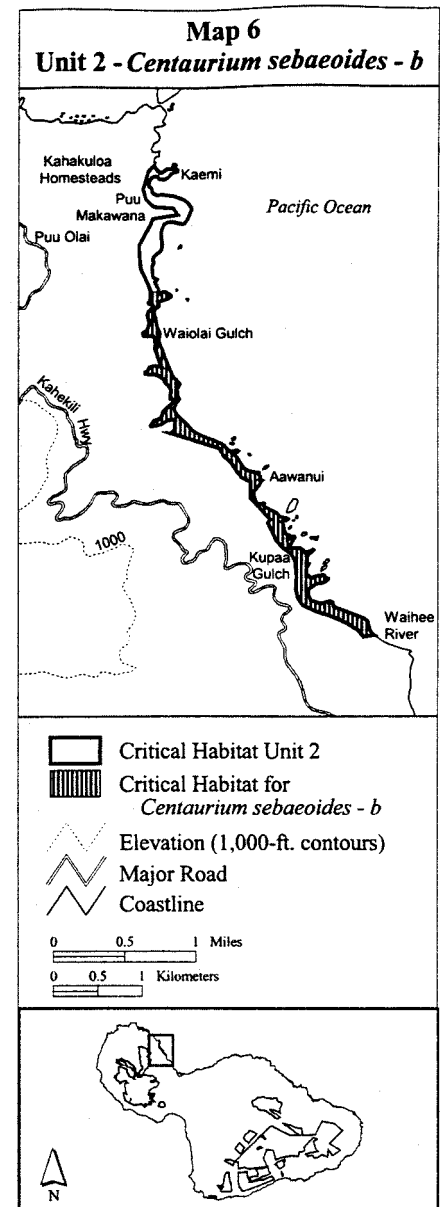 Map 6
Unit 2 - Centaurium sebaeoides - b
Kahakuloa
Homesteads
Kaemi
Puu
Makawana
Pacific Ocean
Puu Olai
Waiolai Gulch
Kahekili
Hwy
Aawanui
1000
Kupaa
Gulch
Waihee
River
Critical Habitat Unit 2
Critical Habitat for
Centaurium sebaeoides - b
Elevation (1,000-ft. contours)
Major Road
Coastline
0 0.5 1 Miles
0 0.5 1 Kilometers
N